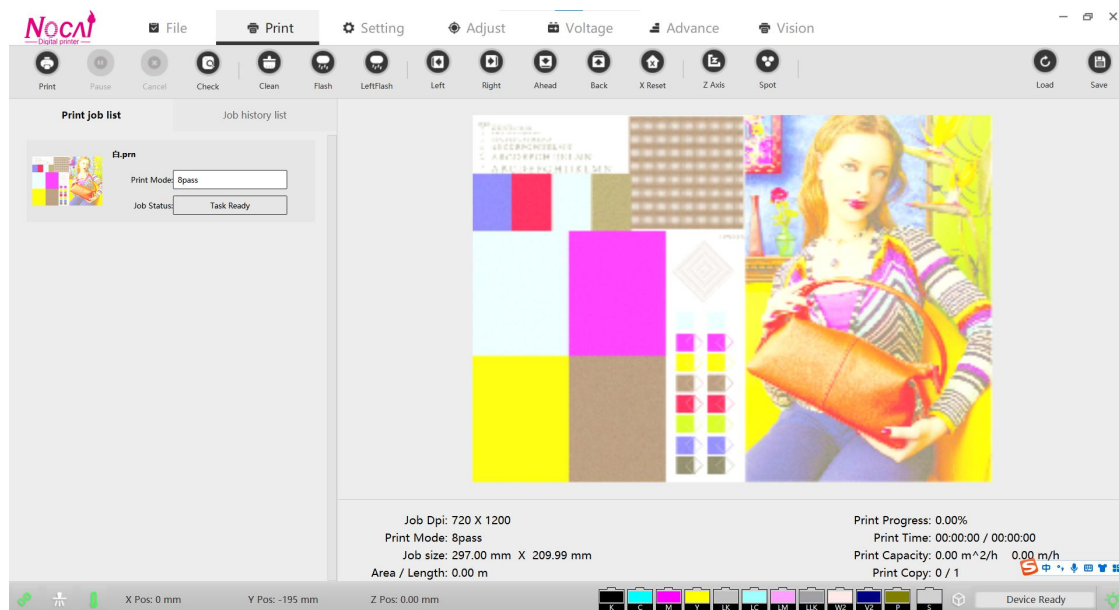 Nocai
Digital printer
File
Print
Setting
Adjust
Voltage
Advance
Vision
Print
Pause
Cancel
Check
Clean
Flash
LeftFlash
Left
Right
Ahead
Back
X Reset
Z Axis
Spot
Load
Save
Print job list
Job history list
白.prn
Print Mode: 8pass
Job Status: Task Ready
Job Dpi: 720 X 1200
Print Mode: 8pass
Job size: 297.00 mm X 209.99 mm
Area / Length: 0.00 m
Print Progress: 0.00%
Print Time: 00:00:00 / 00:00:00
Print Capacity: 0.00 m^2/h 0.00 m/h
Print Copy: 0 / 1
S 中
X Pos: 0 mm
Y Pos: -195 mm
Z Pos: 0.00 mm
K C M Y LK LC LM LLK W2 V2 P S
Device Ready